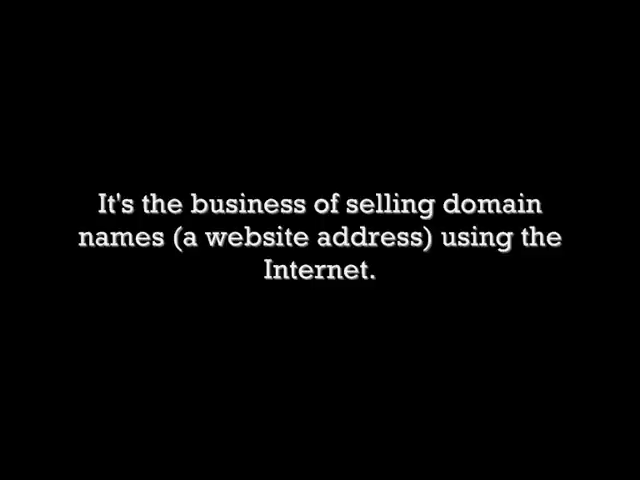 It's the business of selling domain
names (a website address) using the
Internet.